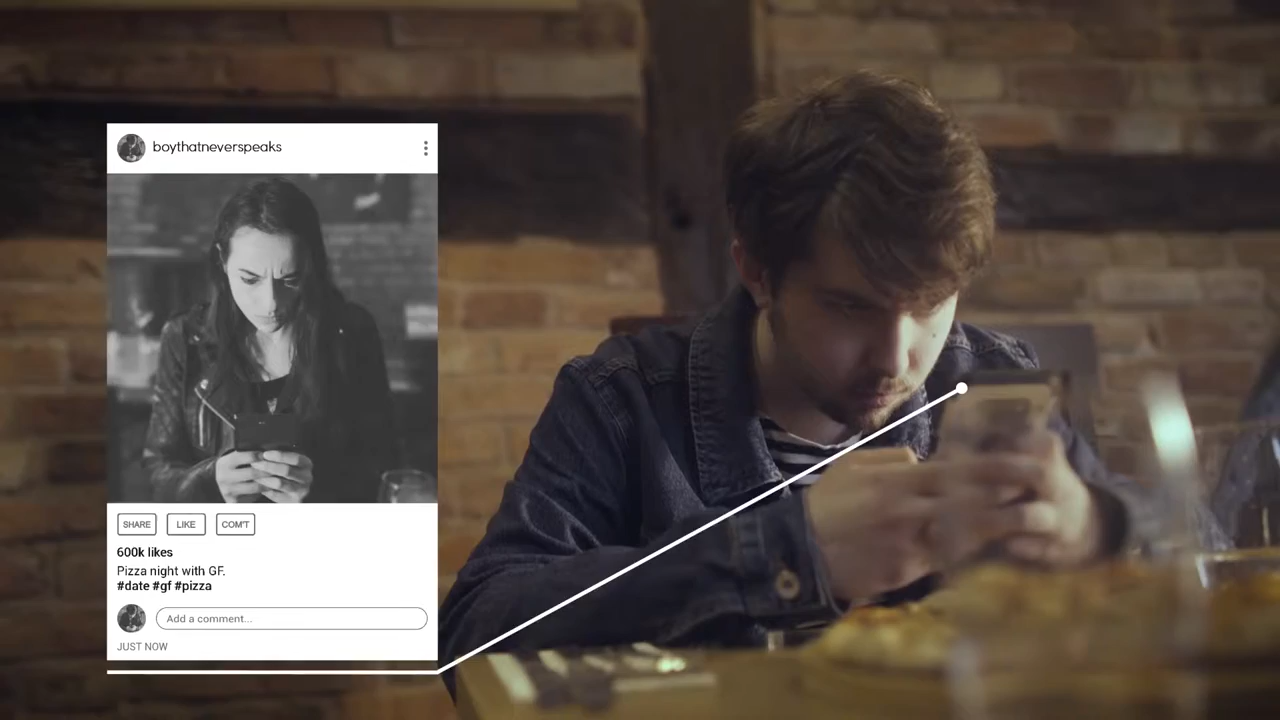 boythatneverspeaks
SHARE LIKE COM'T
600k likes
Pizza night with GF.
#date #gf #pizza
Add a comment...
JUST NOW